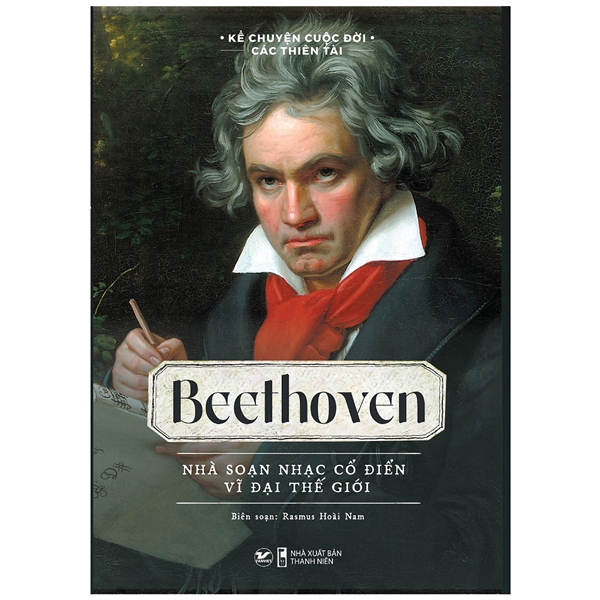 • KỂ CHUYỆN CUỘC ĐỜI •
CÁC THIÊN TÀI
Beethoven
NHÀ SOẠN NHẠC CỔ ĐIỂN
VĨ ĐẠI THẾ GIỚI
Biên soạn: Rasmus Hoài Nam
TANVIET
NHÀ XUẤT BẢN
THANH NIÊN